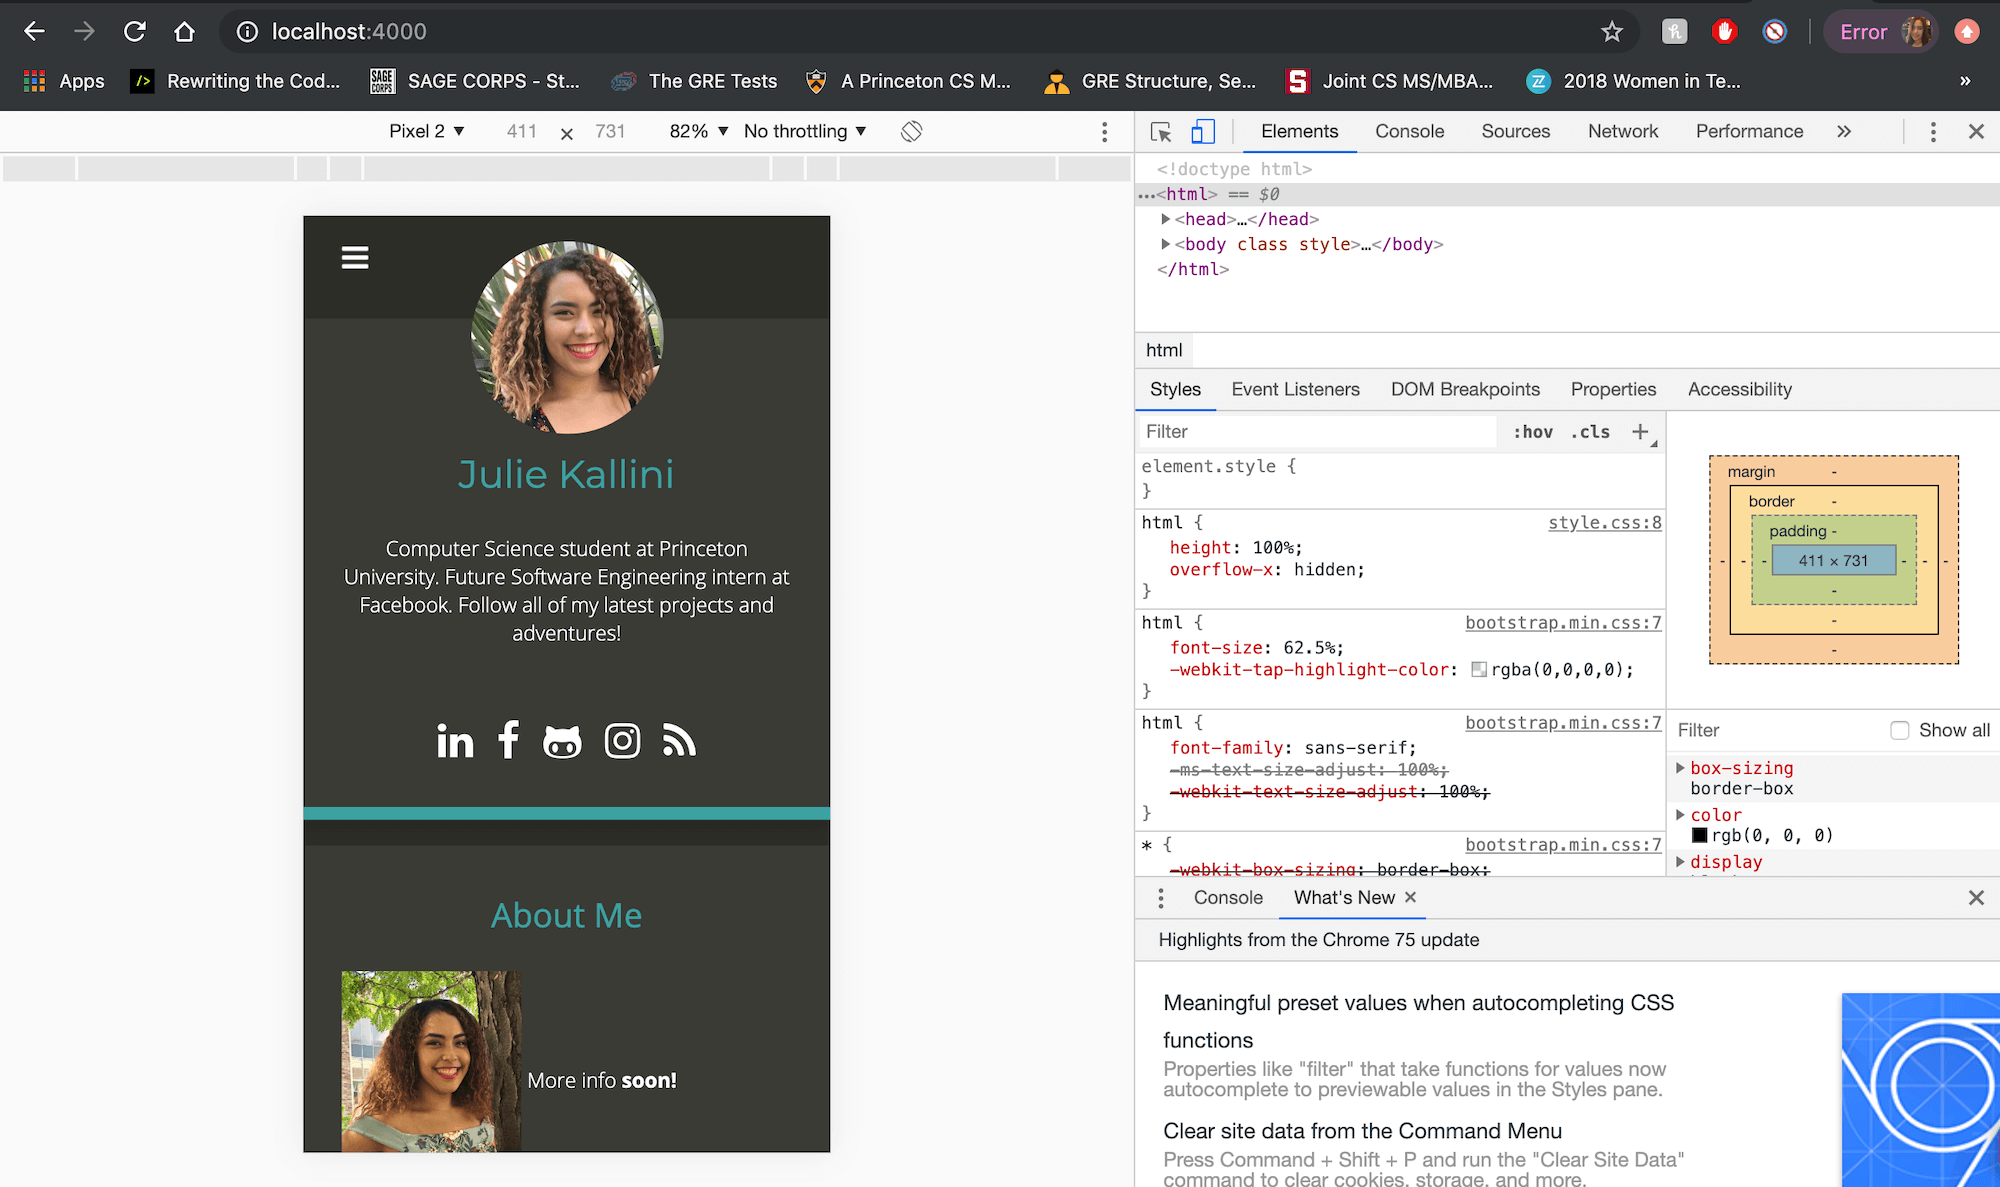 localhost:4000
Error
Apps
Rewriting the Cod...
SAGE CORPS - St...
The GRE Tests
A Princeton CS M...
GRE Structure, Se...
Joint CS MS/MBA...
2018 Women in Te...
»
Pixel 2 ▼ 411 × 731 82% ▼ No throttling ▼
Elements Console Sources Network Performance »
<!doctype html>
…<html> == $0
<head>…</head>
<body class style>…</body>
</html>
html
Styles Event Listeners DOM Breakpoints Properties Accessibility
Filter :hov .cls +
element.style {
}
html { style.css:8
height: 100%;
overflow-x: hidden;
}
html { bootstrap.min.css:7
font-size: 62.5%;
-webkit-tap-highlight-color: rgba(0,0,0,0);
}
html { bootstrap.min.css:7
font-family: sans-serif;
-ms-text-size-adjust: 100%;
-webkit-text-size-adjust: 100%;
}
* { bootstrap.min.css:7
-webkit-box-sizing: border-box;
margin -
border -
padding -
- - - 411 × 731 - - -
-
-
-
Filter Show all
box-sizing
border-box
color
rgb(0, 0, 0)
display
Console What's New ×
Highlights from the Chrome 75 update
Meaningful preset values when autocompleting CSS
functions
Properties like "filter" that take functions for values now
autocomplete to previewable values in the Styles pane.
Clear site data from the Command Menu
Press Command + Shift + P and run the "Clear Site Data"
command to clear cookies, storage, and more.
Julie Kallini
Computer Science student at Princeton
University. Future Software Engineering intern at
Facebook. Follow all of my latest projects and
adventures!
About Me
More info soon!